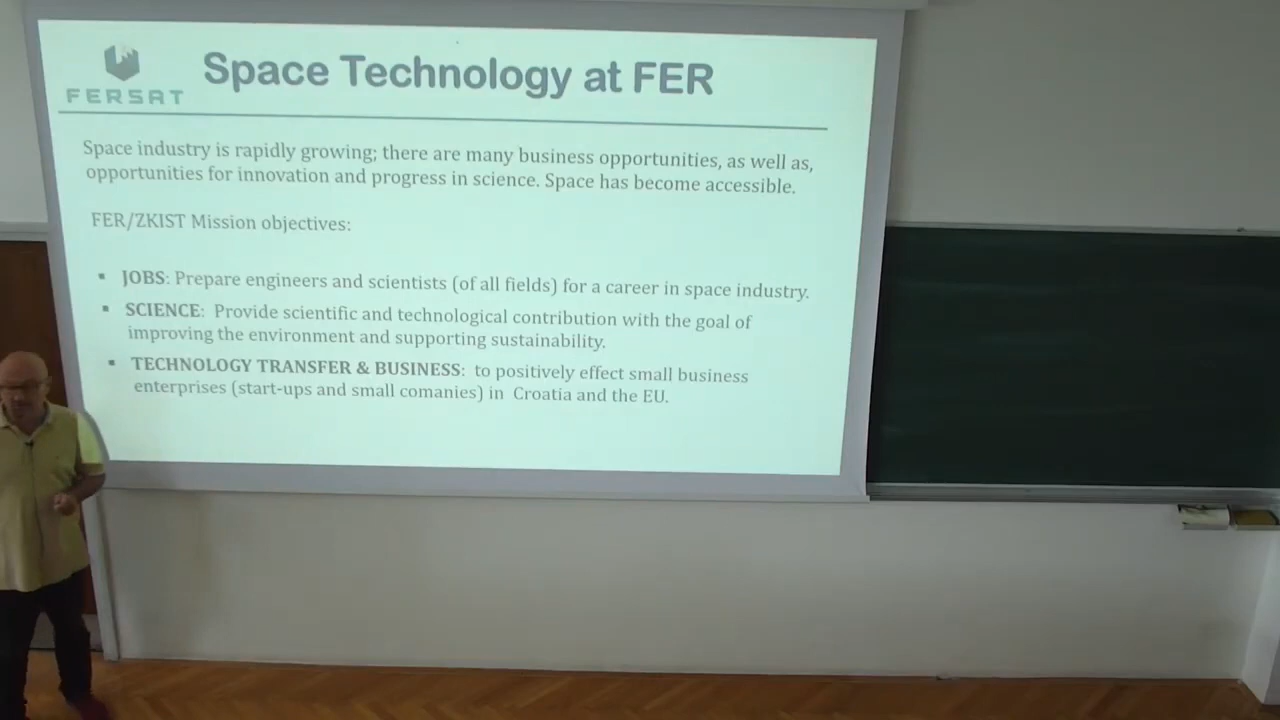 FERSAT
Space Technology at FER
Space industry is rapidly growing; there are many business opportunities, as well as,
opportunities for innovation and progress in science. Space has become accessible.
FER/ZKIST Mission objectives:
▪ JOBS: Prepare engineers and scientists (of all fields) for a career in space industry.
▪ SCIENCE: Provide scientific and technological contribution with the goal of
improving the environment and supporting sustainability.
▪ TECHNOLOGY TRANSFER & BUSINESS: to positively effect small business
enterprises (start-ups and small comanies) in Croatia and the EU.